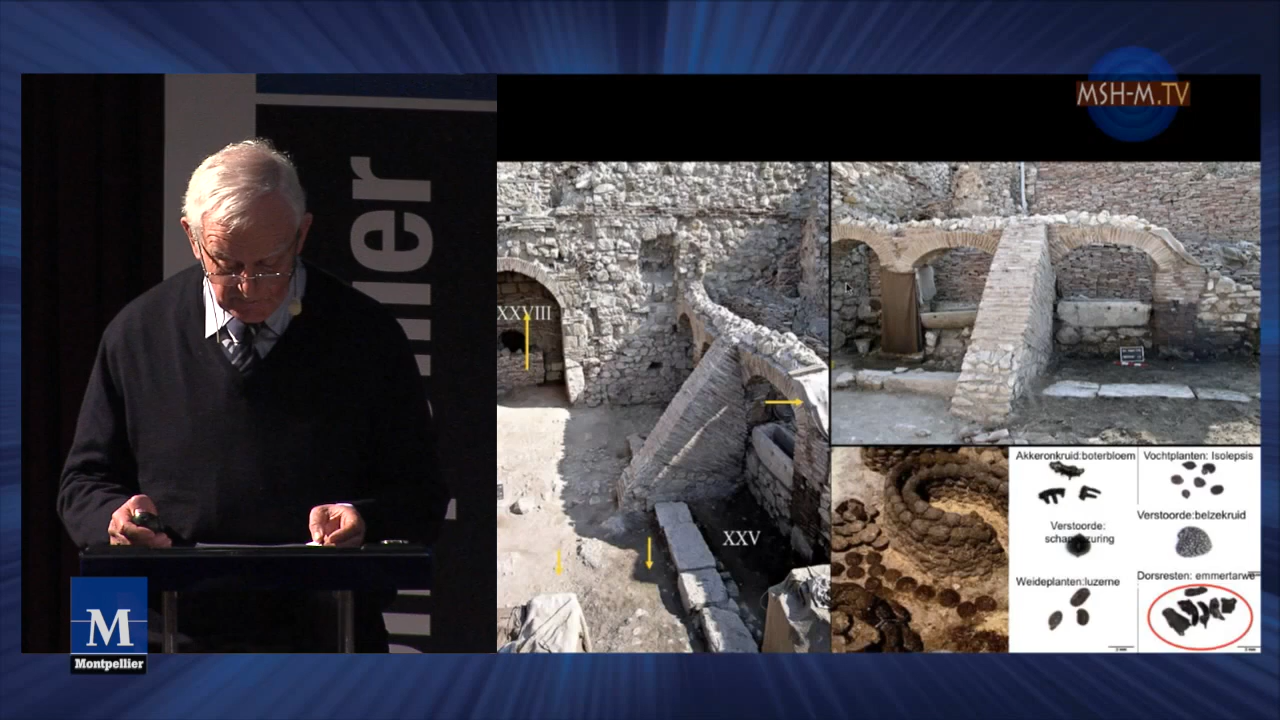 MSH-M.TV
XXVIII
XXV
Akkeronkruid:boterbloem
Vochtplanten: Isolepsis
Verstoorde:
Verstoorde:belzekruid
Weideplanten:luzerne
Dorsresten: emmertarwe
M
Montpellier